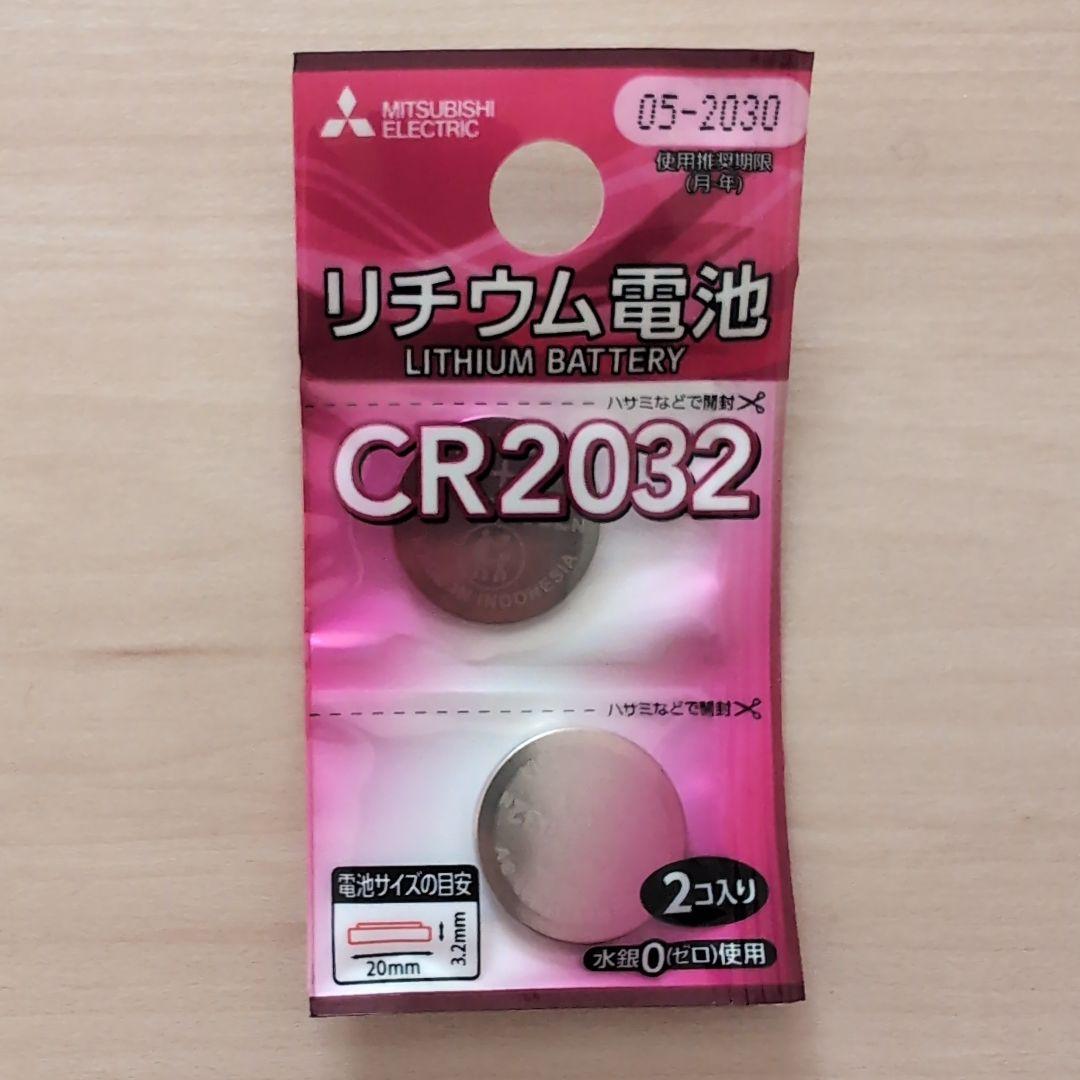 MITSUBISHI
ELECTRIC
05-2030
使用推奨期限
(月-年)
リチウム電池
LITHIUM BATTERY
ハサミなどで開封
CR2032
+
IN INDONESIA
ハサミなどで開封
電池サイズの目安
3.2mm
20mm
2コ入り
水銀0(ゼロ)使用